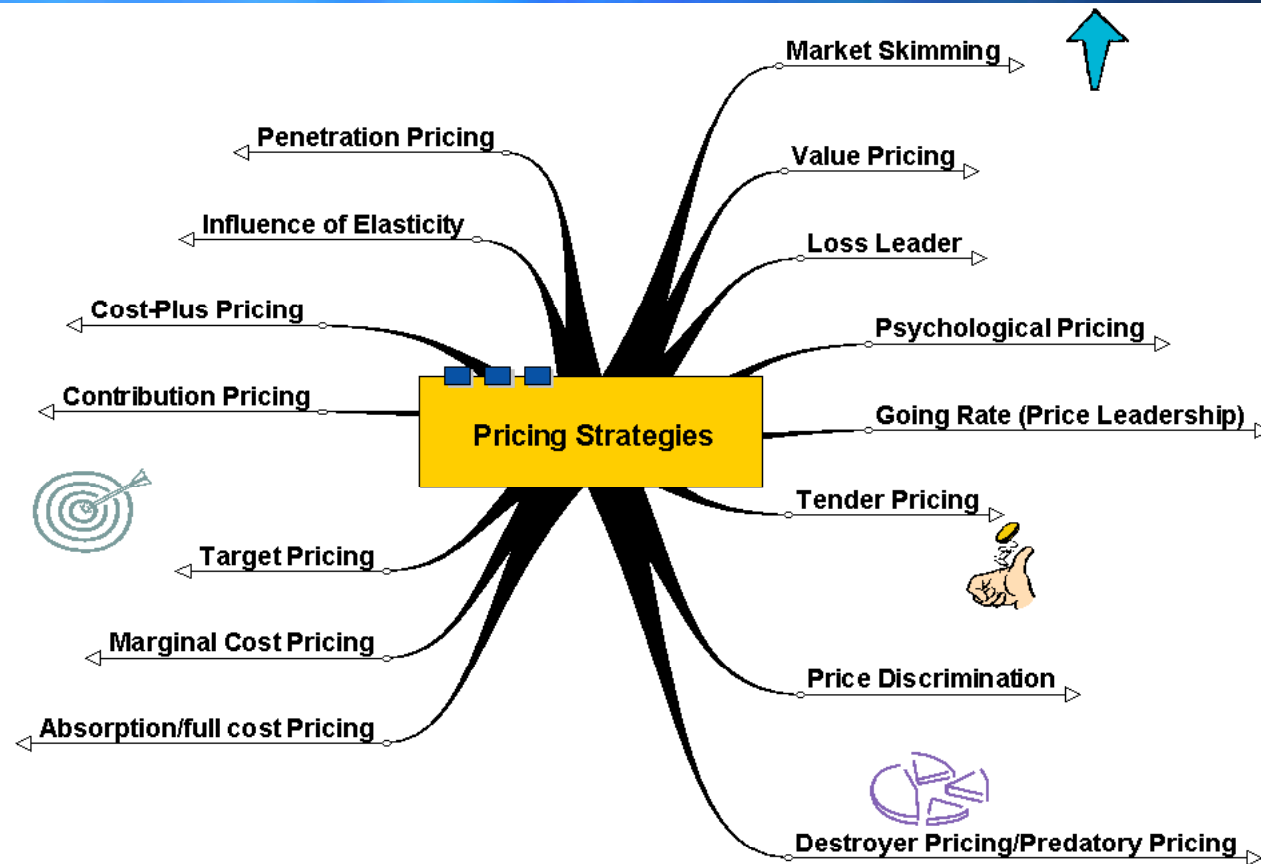 Market Skimming
Penetration Pricing
Value Pricing
Influence of Elasticity
Loss Leader
Cost-Plus Pricing
Psychological Pricing
Contribution Pricing
Going Rate (Price Leadership)
Pricing Strategies
Tender Pricing
Target Pricing
Marginal Cost Pricing
Price Discrimination
Absorption/full cost Pricing
Destroyer Pricing/Predatory Pricing